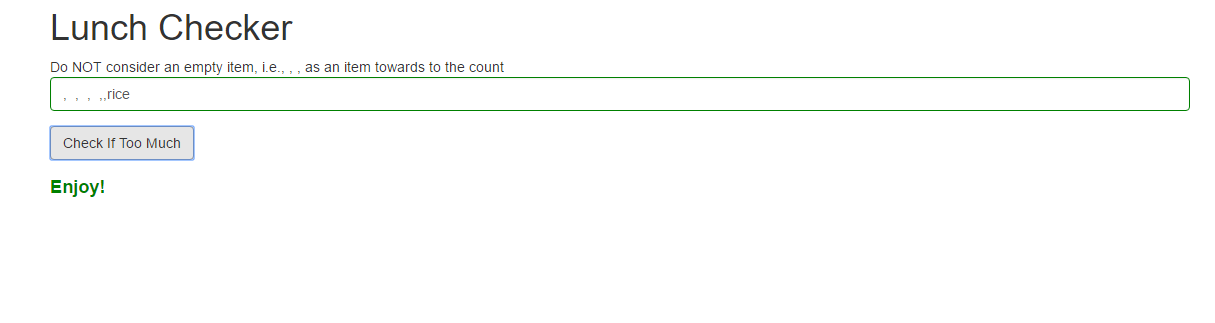 Lunch Checker
Do NOT consider an empty item, i.e., , , as an item towards to the count
, , , ,,rice
Check If Too Much
Enjoy!